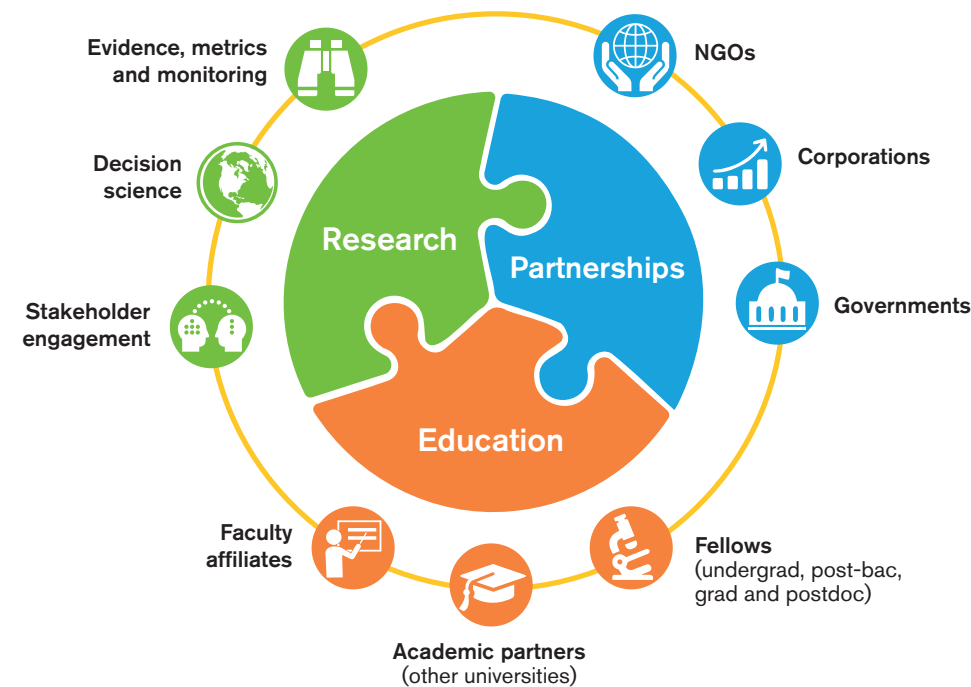 Evidence, metrics
and monitoring
NGOs
Decision
science
Corporations
Research
Partnerships
Stakeholder
engagement
Governments
Education
Faculty
affiliates
Fellows
(undergrad, post-bac,
grad and postdoc)
Academic partners
(other universities)